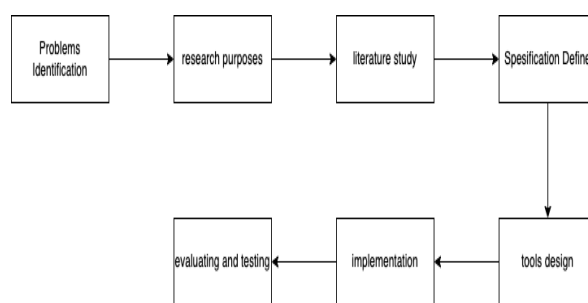 Problems
Identification
research purposes
literature study
Spesification Define
tools design
implementation
evaluating and testing